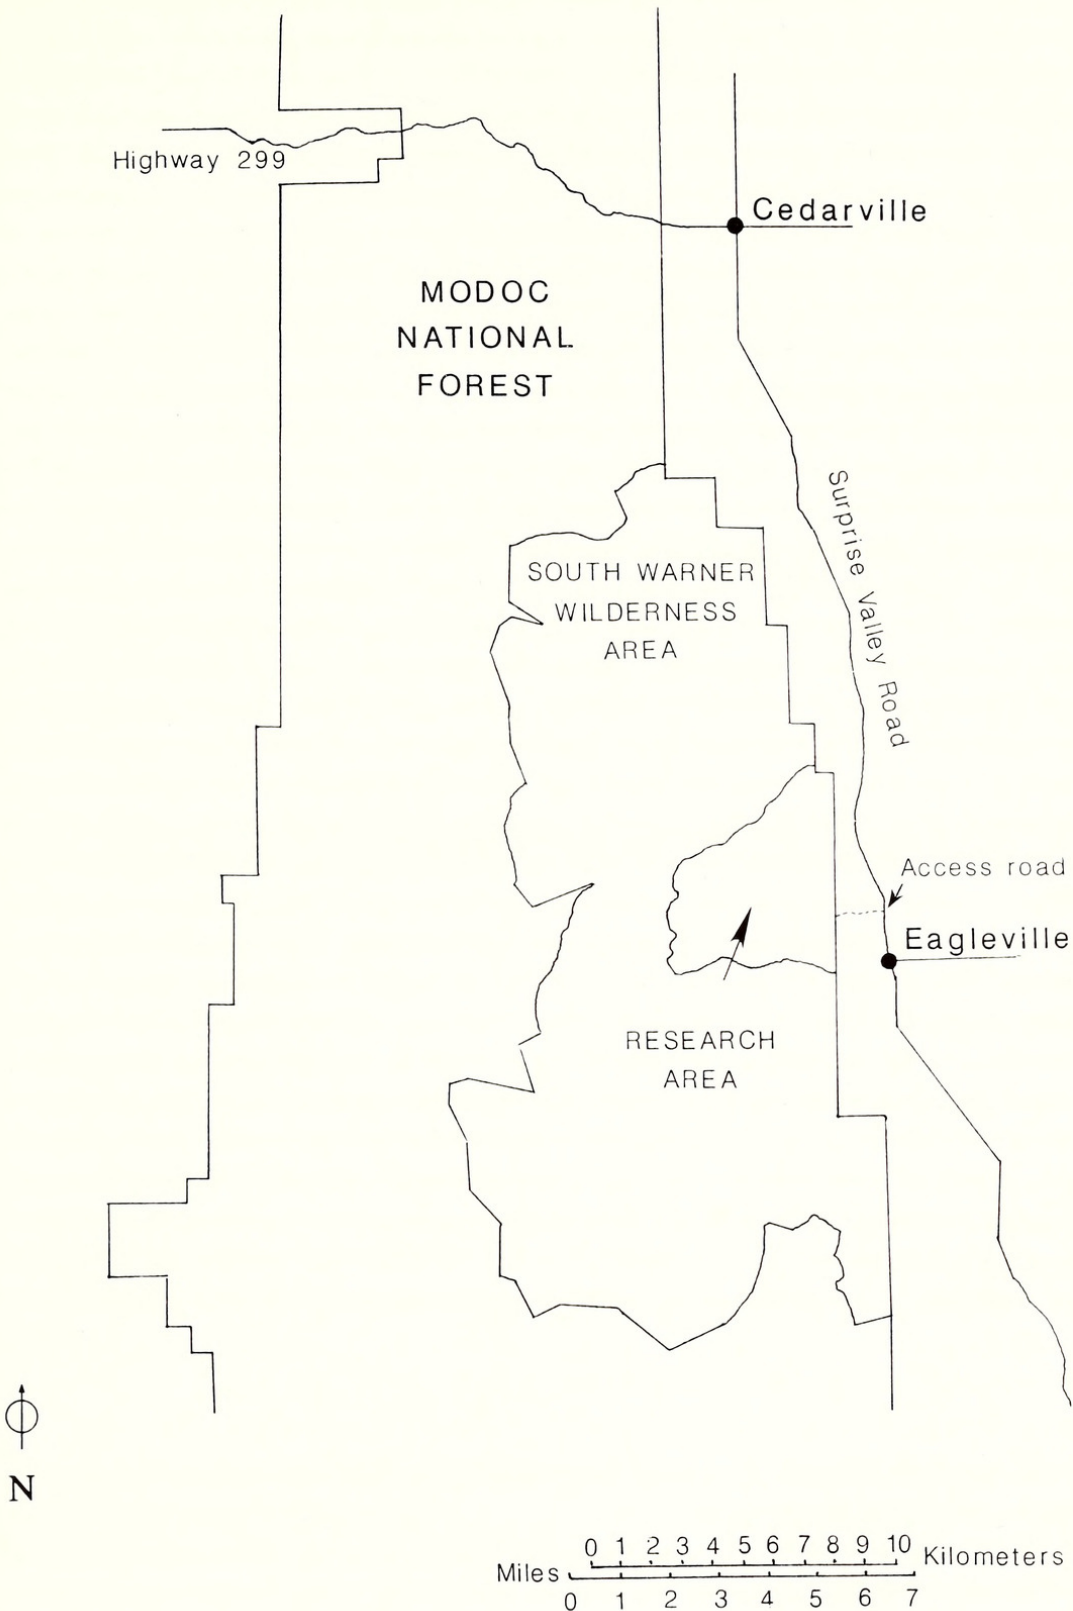 Highway 299
Cedarville
MODOC
NATIONAL
FOREST
Surprise Valley Road
SOUTH WARNER
WILDERNESS
AREA
Access road
Eagleville
RESEARCH
AREA
N
0 1 2 3 4 5 6 7 8 9 10 Kilometers
Miles
0 1 2 3 4 5 6 7